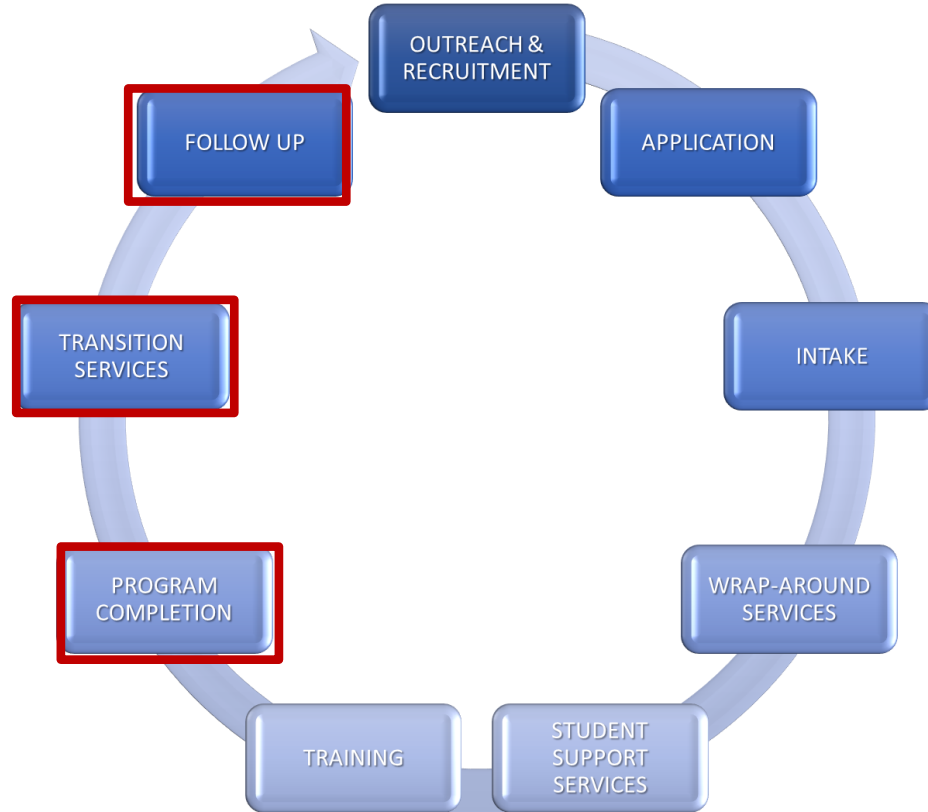 OUTREACH &
RECRUITMENT
APPLICATION
INTAKE
WRAP-AROUND
SERVICES
STUDENT
SUPPORT
SERVICES
TRAINING
PROGRAM
COMPLETION
TRANSITION
SERVICES
FOLLOW UP